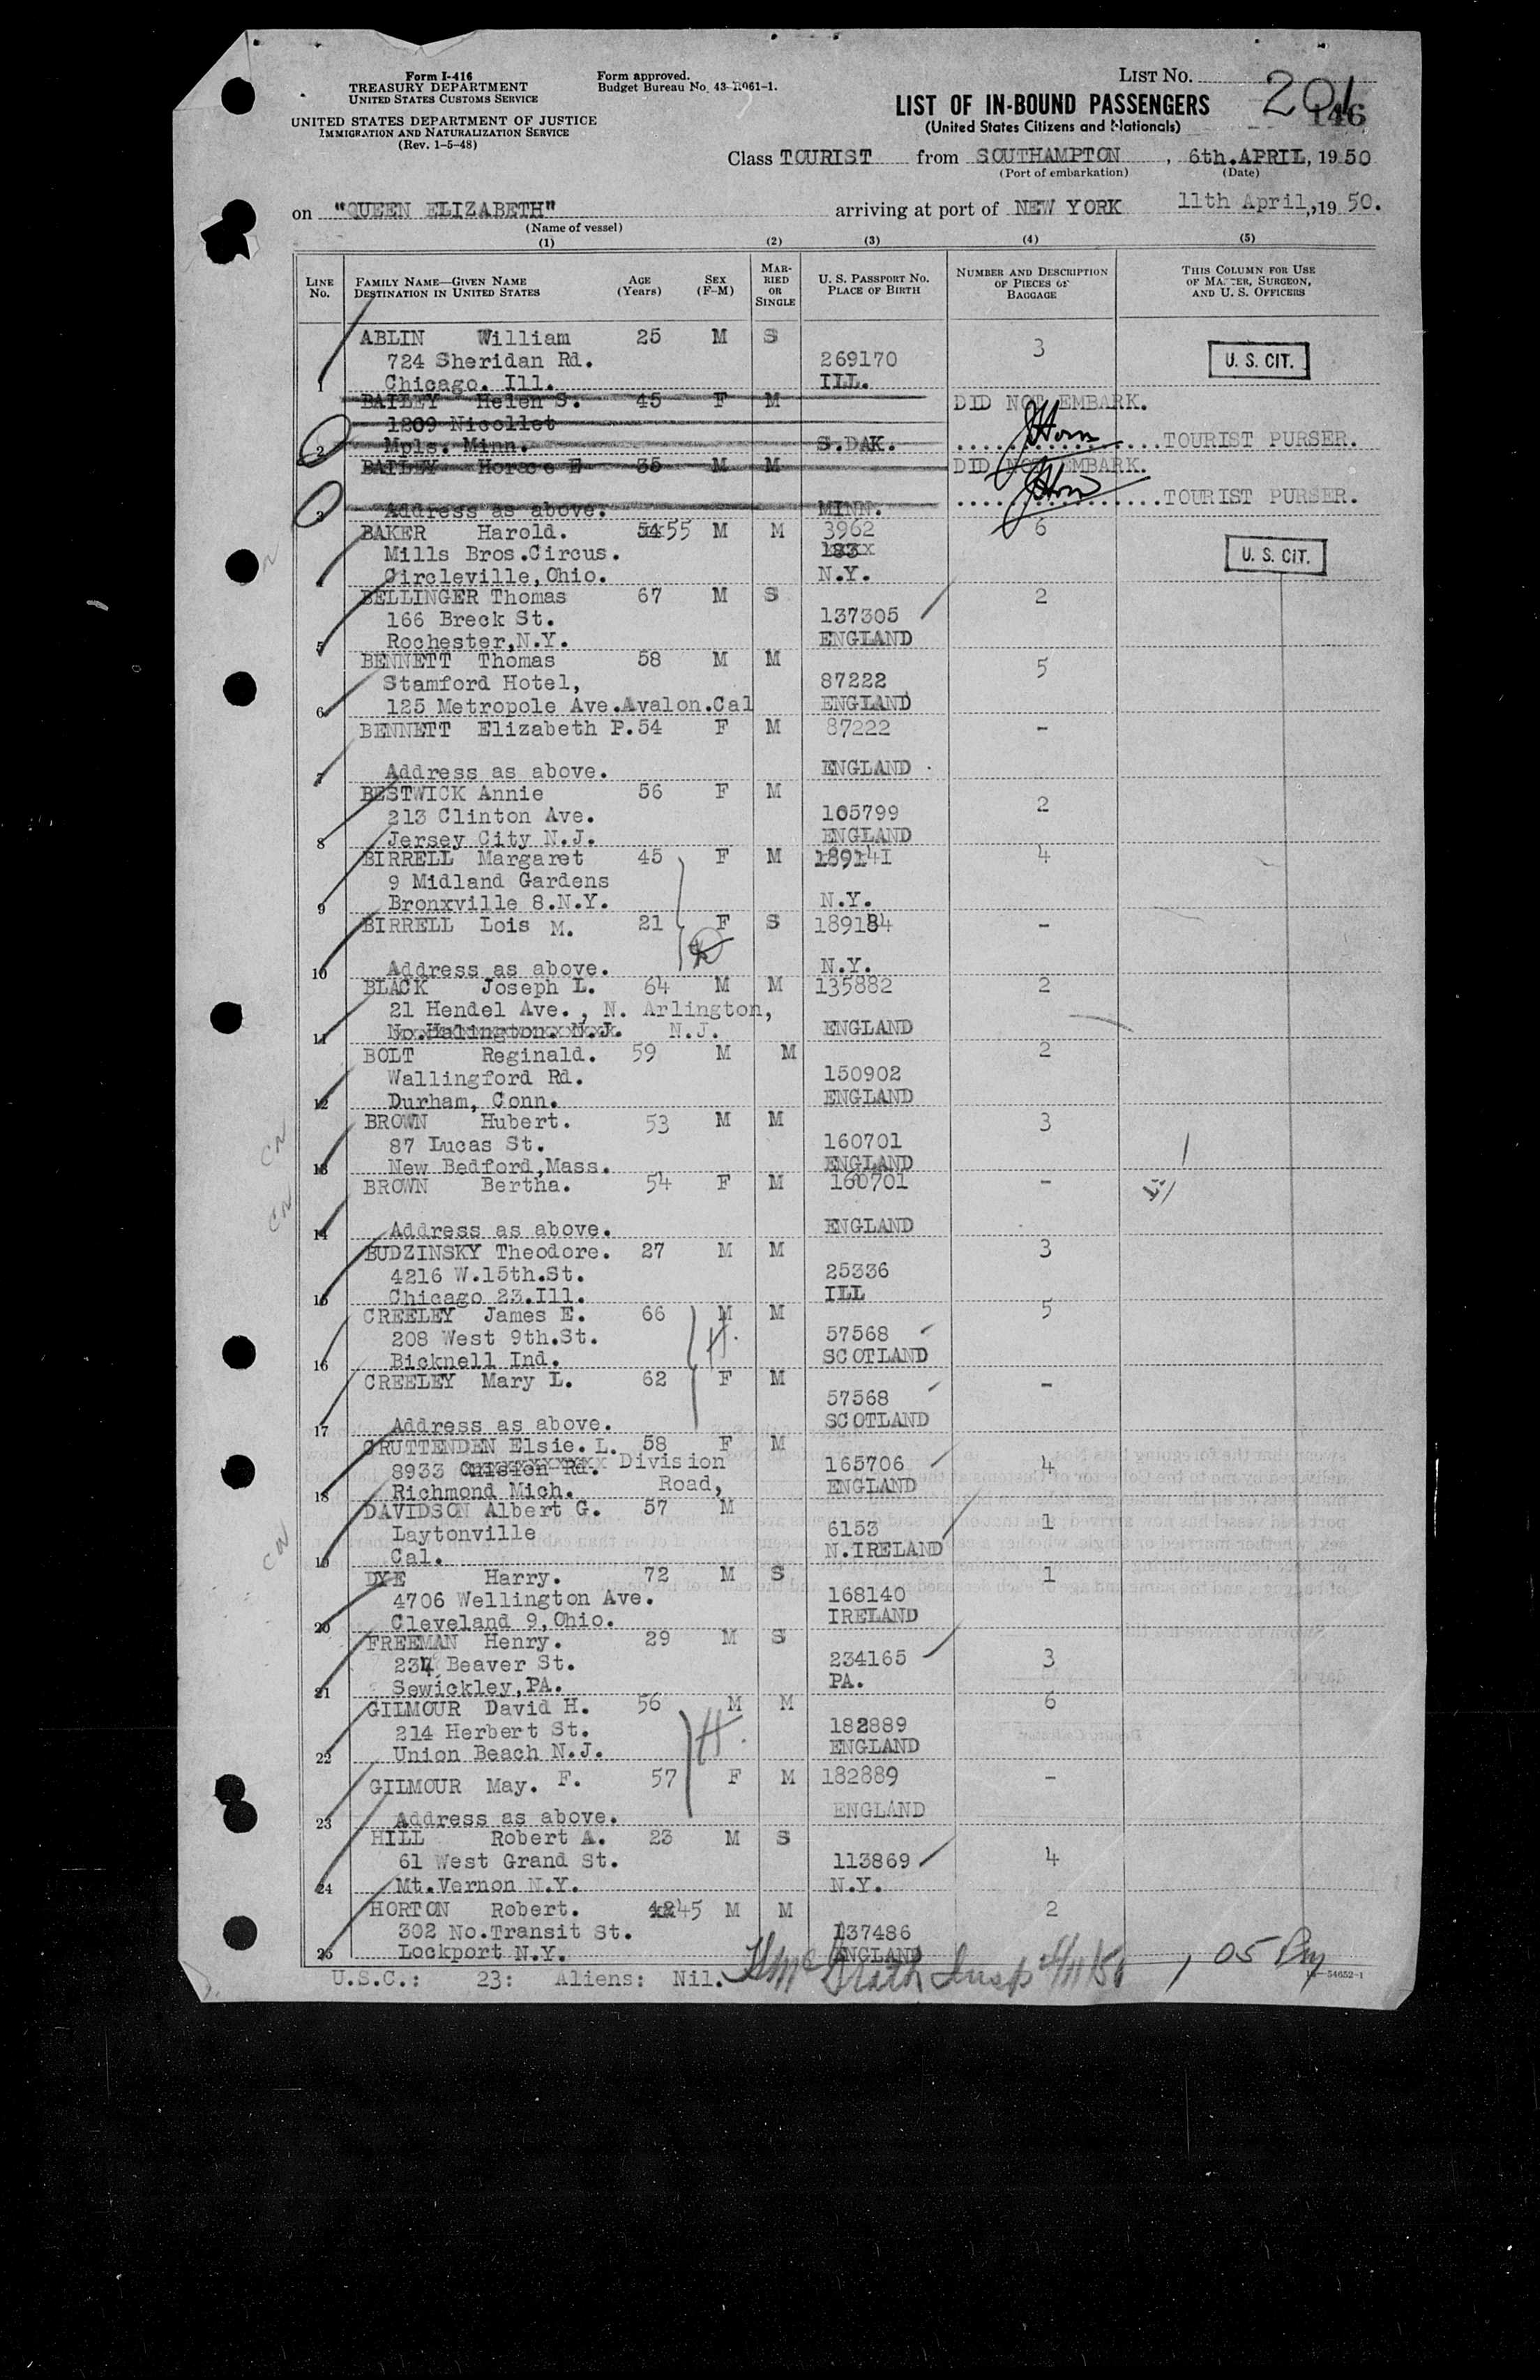 Form I-416
TREASURY DEPARTMENT
UNITED STATES CUSTOMS SERVICE
UNITED STATES DEPARTMENT OF JUSTICE
IMMIGRATION AND NATURALIZATION SERVICE
(Rev. 1-5-48)
Form approved.
Budget Bureau No. 43-R061-1.
LIST NO. 201
146
LIST OF IN-BOUND PASSENGERS
(United States Citizens and Nationals)
Class TOURIST from SOUTHAMPTON, 6th.APRIL, 1950
(Port of embarkation) (Date)
on "QUEEN ELIZABETH" arriving at port of NEW YORK 11th April, 19 50.
(Name of vessel)
(1) (2) (3) (4) (5)
LINE NO. FAMILY NAME—GIVEN NAME DESTINATION IN UNITED STATES AGE (Years) SEX (F-M) MARRIED OR SINGLE U. S. PASSPORT NO. PLACE OF BIRTH NUMBER AND DESCRIPTION OF PIECES OF BAGGAGE THIS COLUMN FOR USE OF MASTER, SURGEON, AND U. S. OFFICERS
ABLIN William 25 M S 3
724 Sheridan Rd. 269170 U. S. CIT.
1 Chicago. Ill. ILL.
BAILEY Helen S. 45 F M DID NOT EMBARK.
1209 Nicollet
2 Mpls. Minn. S.DAK. TOURIST PURSER.
BAILEY Horace E 35 M M DID NOT EMBARK.
3 Address as above. MINN. TOURIST PURSER.
BAKER Harold. 54 55 M M 3962 6
Mills Bros.Circus. 183 U. S. CIT.
4 Circleville,Ohio. N.Y.
BELLINGER Thomas 67 M S 2
166 Breck St. 137305
5 Rochester,N.Y. ENGLAND
BENNETT Thomas 58 M M 5
Stamford Hotel, 87222
6 125 Metropole Ave.Avalon.Cal ENGLAND
BENNETT Elizabeth P. 54 F M 87222 -
7 Address as above. ENGLAND
BESTWICK Annie 56 F M 2
213 Clinton Ave. 105799
8 Jersey City N.J. ENGLAND
BIRRELL Margaret 45 F M 189141 4
9 Midland Gardens
9 Bronxville 8.N.Y. N.Y.
BIRRELL Lois M. 21 F S -
10 Address as above. N.Y.
BLACK Joseph L. 64 M M 135882 2
21 Hendel Ave., N. Arlington,
11 N.J. ENGLAND
BOLT Reginald. 59 M M 2
Wallingford Rd. 150902
12 Durham, Conn. ENGLAND
BROWN Hubert. 53 M M 3
87 Lucas St. 160701
13 New Bedford,Mass. ENGLAND
BROWN Bertha. 54 F M 160701 -
14 Address as above. ENGLAND
BUDZINSKY Theodore. 27 M M 3
4216 W.15th.St. 25336
15 Chicago 23.Ill. ILL
CREELEY James E. 66 M M 5
208 West 9th.St. 57568
16 Bicknell Ind. H. SCOTLAND
CREELEY Mary L. 62 F M -
57568
17 Address as above. SCOTLAND
CRUTTENDEN Elsie. L. 58 F M
8933 Division 165706 4
18 Richmond Mich. Road, ENGLAND
DAVIDSON Albert G. 57 M 1
Laytonville 6153
19 Cal. N.IRELAND
DYE Harry. 72 M S 1
4706 Wellington Ave. 168140
20 Cleveland 9,Ohio. IRELAND
FREEMAN Henry. 29 M S
234 Beaver St. 234165 3
21 Sewickley,PA. PA.
GILMOUR David H. 56 M M 6
214 Herbert St. H. 182889
22 Union Beach N.J. ENGLAND
GILMOUR May. F. 57 F M 182889 -
23 Address as above. ENGLAND
HILL Robert A. 23 M S
61 West Grand St. 113869 4
24 Mt.Vernon N.Y. N.Y.
HORTON Robert. 42 45 M M 2
302 No.Transit St. 137486
25 Lockport N.Y. ENGLAND
U.S.C.: 23: Aliens: Nil. Insp 4/11/50
16—54652-1